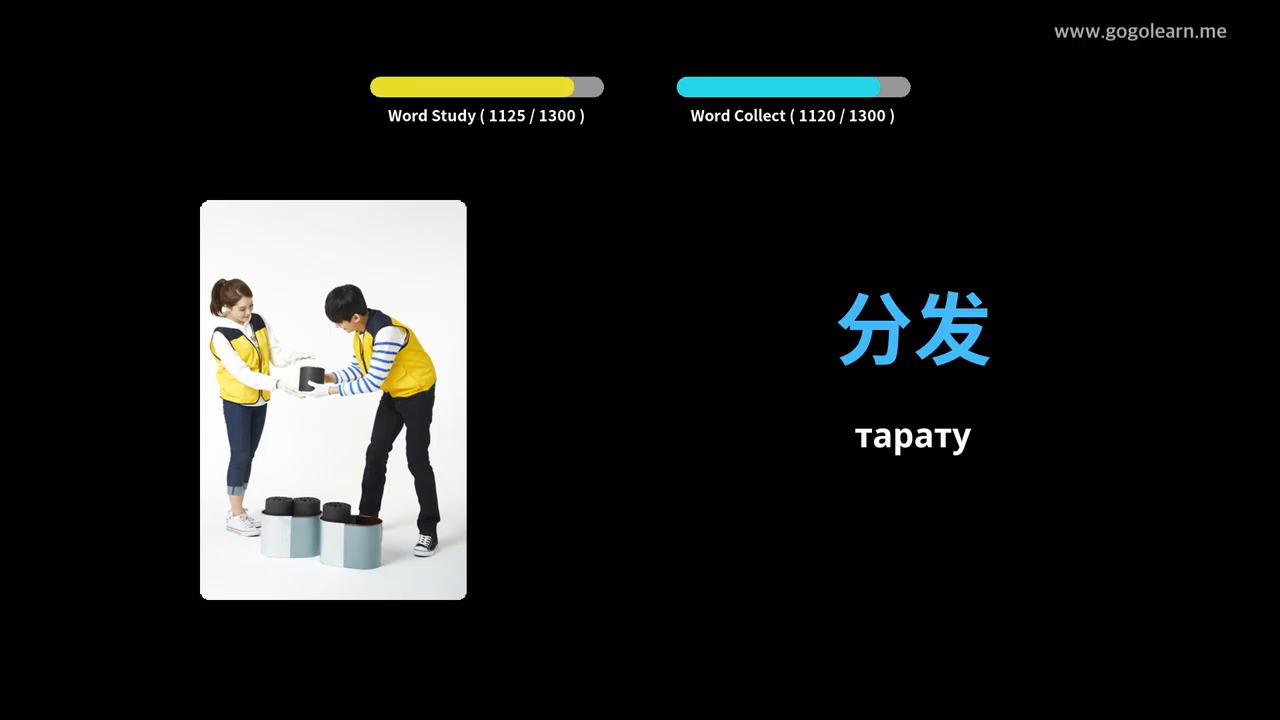 www.gogolearn.me
Word Study ( 1125 / 1300 )
Word Collect ( 1120 / 1300 )
分发
тарату